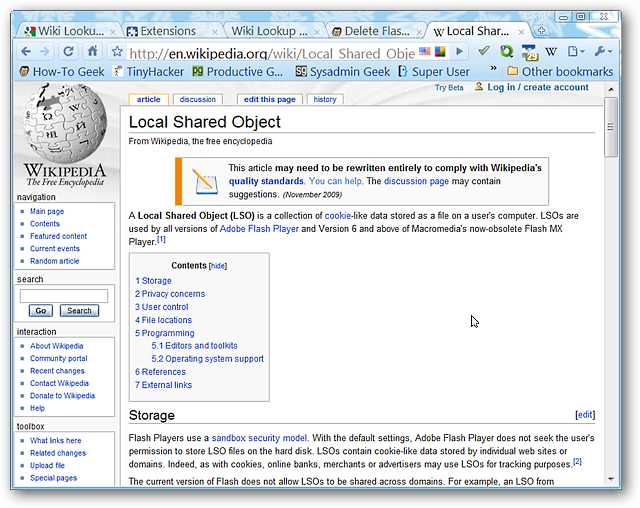 Wiki Looku...
Extensions
Wiki Lookup ...
Delete Flas...
Local Shar...
http://en.wikipedia.org/wiki/Local_Shared_Obje
How-To Geek
TinyHacker
Productive G...
Sysadmin Geek
Super User
»
Other bookmarks
Try Beta
Log in / create account
article
discussion
edit this page
history
WIKIPEDIA
The Free Encyclopedia
navigation
Main page
Contents
Featured content
Current events
Random article
search
Go
Search
interaction
About Wikipedia
Community portal
Recent changes
Contact Wikipedia
Donate to Wikipedia
Help
toolbox
What links here
Related changes
Upload file
Special pages
Local Shared Object
From Wikipedia, the free encyclopedia
This article may need to be rewritten entirely to comply with Wikipedia's
quality standards. You can help. The discussion page may contain
suggestions. (November 2009)
A Local Shared Object (LSO) is a collection of cookie-like data stored as a file on a user's computer. LSOs are
used by all versions of Adobe Flash Player and Version 6 and above of Macromedia's now-obsolete Flash MX
Player.[1]
Contents [hide]
1 Storage
2 Privacy concerns
3 User control
4 File locations
5 Programming
5.1 Editors and toolkits
5.2 Operating system support
6 References
7 External links
Storage
[edit]
Flash Players use a sandbox security model. With the default settings, Adobe Flash Player does not seek the user's
permission to store LSO files on the hard disk. LSOs contain cookie-like data stored by individual web sites or
domains. Indeed, as with cookies, online banks, merchants or advertisers may use LSOs for tracking purposes.[2]
The current version of Flash does not allow LSOs to be shared across domains. For example, an LSO from